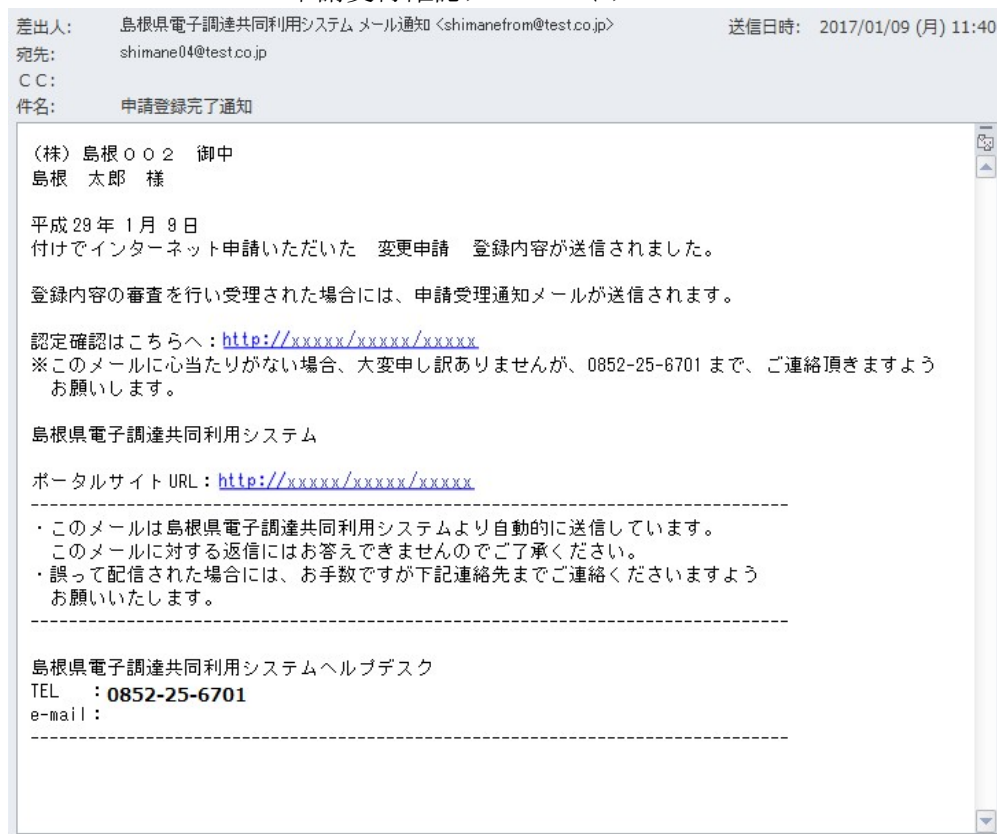 差出人: 島根県電子調達共同利用システム メール通知 <shimanefrom@test.co.jp> 送信日時: 2017/01/09 (月) 11:40
宛先: shimane04@test.co.jp
CC:
件名: 申請登録完了通知
(株) 島根002 御中
島根 太郎 様
平成29年 1月 9日
付けでインターネット申請いただいた 変更申請 登録内容が送信されました。
登録内容の審査を行い受理された場合には、申請受理通知メールが送信されます。
認定確認はこちらへ:http://xxxxx/xxxxx/xxxxx
※このメールに心当たりがない場合、大変申し訳ありませんが、0852-25-6701 まで、ご連絡頂きますよう
お願いします。
島根県電子調達共同利用システム
ポータルサイト URL:http://xxxxx/xxxxx/xxxxx
-------------------------------------------------------------------------------
・このメールは島根県電子調達共同利用システムより自動的に送信しています。
このメールに対する返信にはお答えできませんのでご了承ください。
・誤って配信された場合には、お手数ですが下記連絡先までご連絡くださいますよう
お願いいたします。
-------------------------------------------------------------------------------
島根県電子調達共同利用システムヘルプデスク
TEL :0852-25-6701
e-mail:
-------------------------------------------------------------------------------